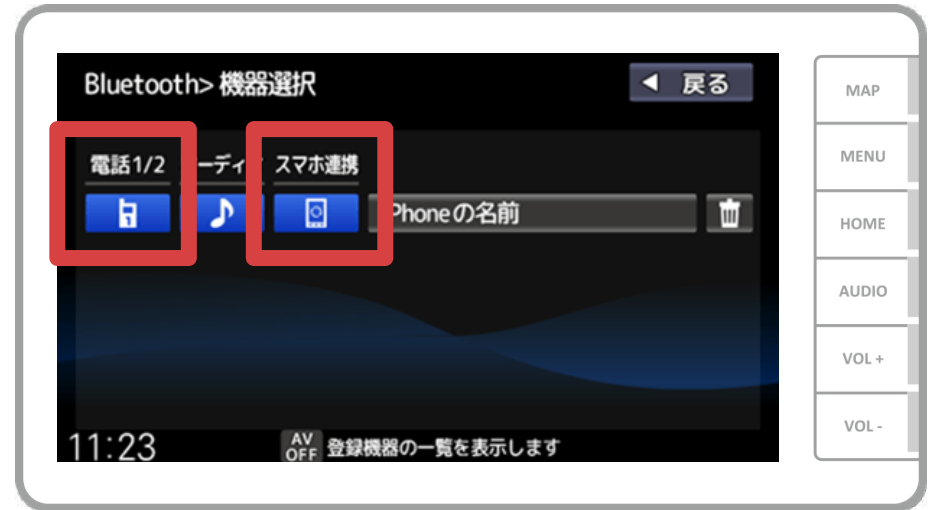 Bluetooth> 機器選択
◀ 戻る
電話1/2
ーディ
スマホ連携
1
Phoneの名前
11:23
AV OFF
登録機器の一覧を表示します
MAP
MENU
HOME
AUDIO
VOL +
VOL -